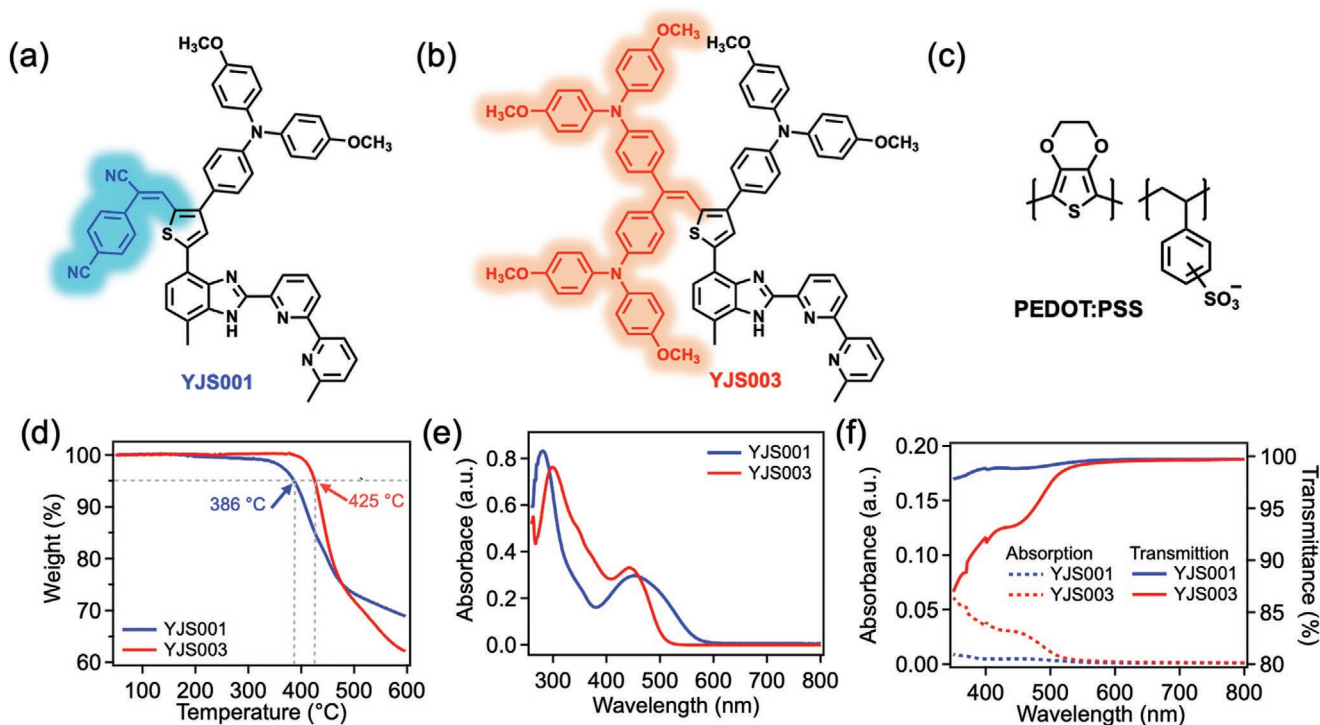 (a)
H₃CO
OCH₃
N
NC
NC
S
N
N
H
N
N
YJS001
(b)
OCH₃
H₃CO
N
H₃CO
N
OCH₃
H₃CO
N
OCH₃
S
N
N
H
N
N
YJS003
(c)
O
O
S
SO₃⁻
PEDOT:PSS
(d)
Weight (%)
100
90
80
70
60
386 °C
425 °C
YJS001
YJS003
100 200 300 400 500 600
Temperature (°C)
(e)
Absorbace (a.u.)
0.8
0.6
0.4
0.2
0.0
YJS001
YJS003
300 400 500 600 700 800
Wavelength (nm)
(f)
Absorbance (a.u.)
0.20
0.15
0.10
0.05
0.00
Absorption Transmittion
YJS001 YJS001
YJS003 YJS003
100
95
90
85
80
Transmittance (%)
400 500 600 700 800
Wavelength (nm)